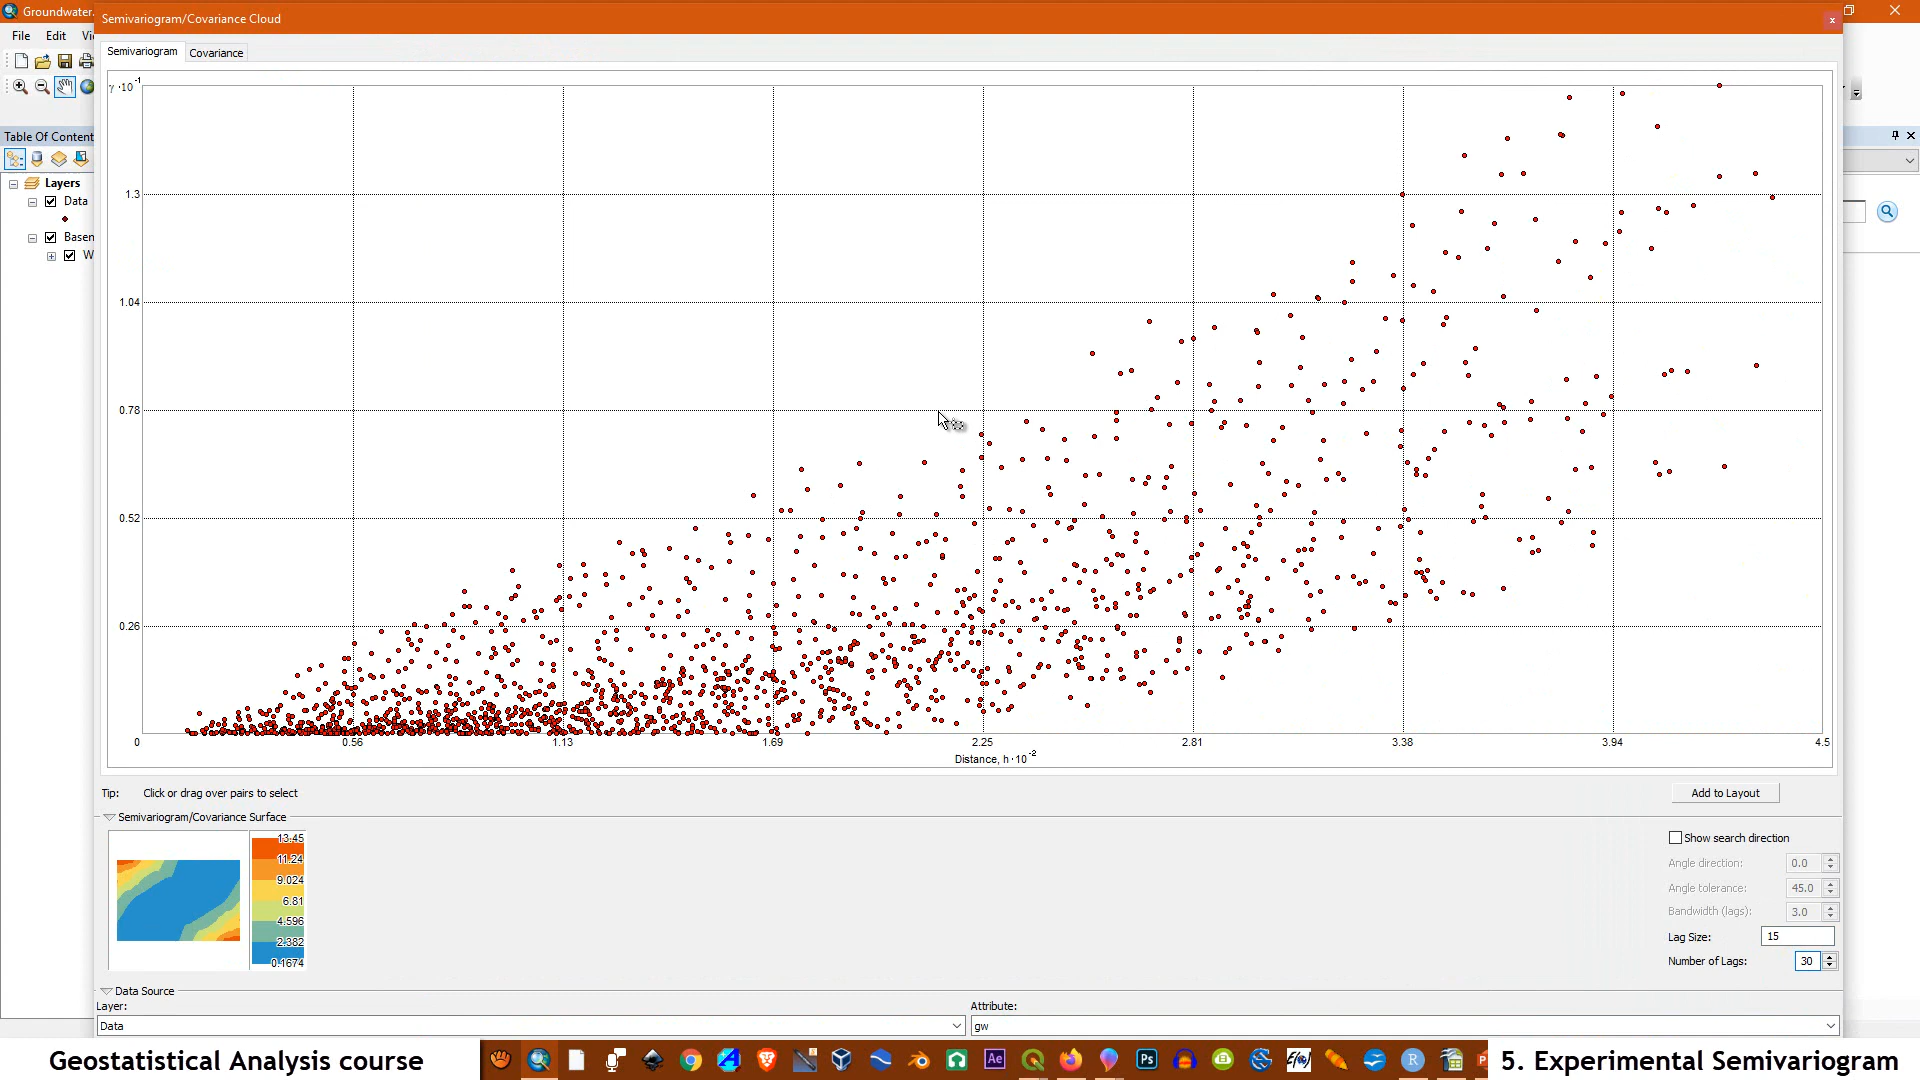 Groundwater.
Semivariogram/Covariance Cloud
x
File Edit Vi
Semivariogram Covariance
γ·10⁻¹
1.3
1.04
0.78
0.52
0.26
0 0.56 1.13 1.69 2.25 2.81 3.38 3.94 4.5
Distance, h·10⁻²
Table Of Content
Layers
Data
Basem
W
Tip: Click or drag over pairs to select
Add to Layout
Semivariogram/Covariance Surface
13.45
11.24
9.024
6.81
4.596
2.382
0.1674
Show search direction
Angle direction: 0.0
Angle tolerance: 45.0
Bandwidth (lags): 3.0
Lag Size: 15
Number of Lags: 30
Data Source
Layer: Attribute:
Data gw
Geostatistical Analysis course
Ae
Ps
R
5. Experimental Semivariogram